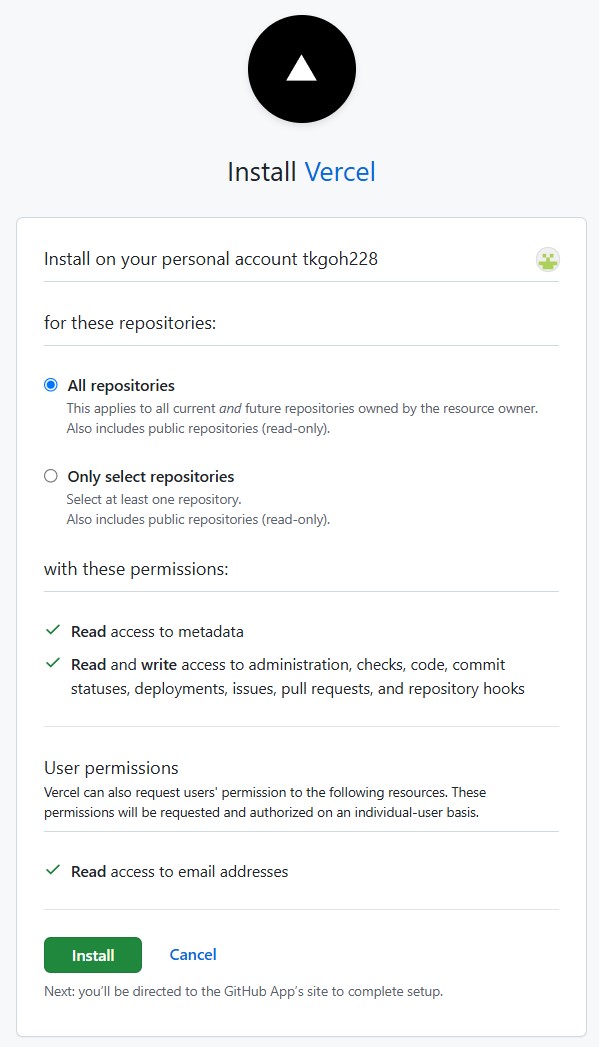 Install Vercel
Install on your personal account tkgoh228
for these repositories:
All repositories
This applies to all current and future repositories owned by the resource owner.
Also includes public repositories (read-only).
Only select repositories
Select at least one repository.
Also includes public repositories (read-only).
with these permissions:
Read access to metadata
Read and write access to administration, checks, code, commit
statuses, deployments, issues, pull requests, and repository hooks
User permissions
Vercel can also request users' permission to the following resources. These
permissions will be requested and authorized on an individual-user basis.
Read access to email addresses
Install Cancel
Next: you’ll be directed to the GitHub App’s site to complete setup.